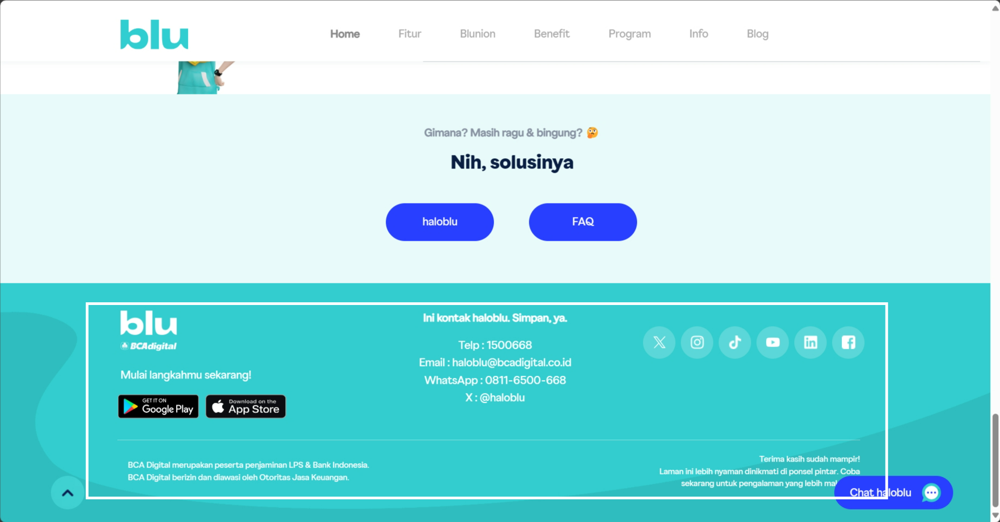 blu
Home
Fitur
Blunion
Benefit
Program
Info
Blog
Gimana? Masih ragu & bingung? 🤔
Nih, solusinya
haloblu
FAQ
blu
BCAdigital
Mulai langkahmu sekarang!
GET IT ON
Google Play
Download on the
App Store
Ini kontak haloblu. Simpan, ya.
Telp : 1500668
Email : haloblu@bcadigital.co.id
WhatsApp : 0811-6500-668
X : @haloblu
BCA Digital merupakan peserta penjaminan LPS & Bank Indonesia.
BCA Digital berizin dan diawasi oleh Otoritas Jasa Keuangan.
Terima kasih sudah mampir!
Laman ini lebih nyaman dinikmati di ponsel pintar. Coba
sekarang untuk pengalaman yang lebih
Chat haloblu